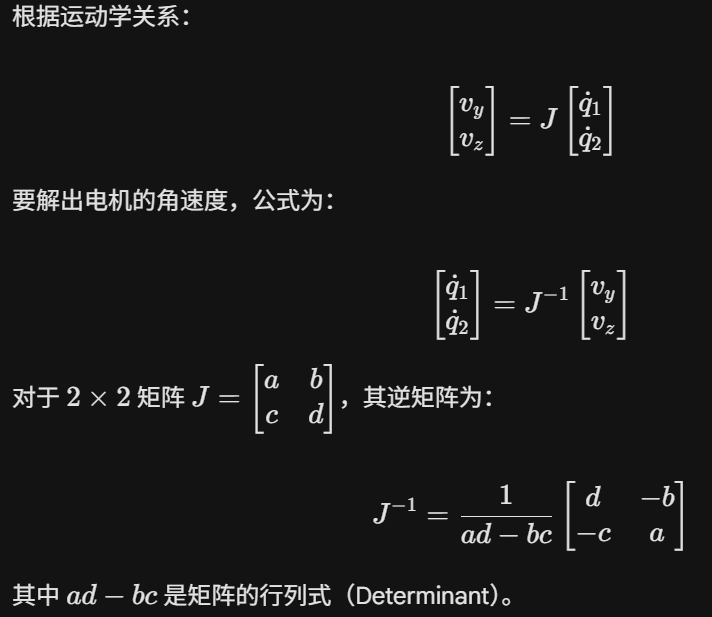 根据运动学关系：
$$\begin{bmatrix} v_y \\ v_z \end{bmatrix} = J \begin{bmatrix} \dot{q}_1 \\ \dot{q}_2 \end{bmatrix}$$
要解出电机的角速度，公式为：
$$\begin{bmatrix} \dot{q}_1 \\ \dot{q}_2 \end{bmatrix} = J^{-1} \begin{bmatrix} v_y \\ v_z \end{bmatrix}$$
对于 $2 \times 2$ 矩阵 $J = \begin{bmatrix} a & b \\ c & d \end{bmatrix}$，其逆矩阵为：
$$J^{-1} = \frac{1}{ad - bc} \begin{bmatrix} d & -b \\ -c & a \end{bmatrix}$$
其中 $ad - bc$ 是矩阵的行列式（Determinant）。